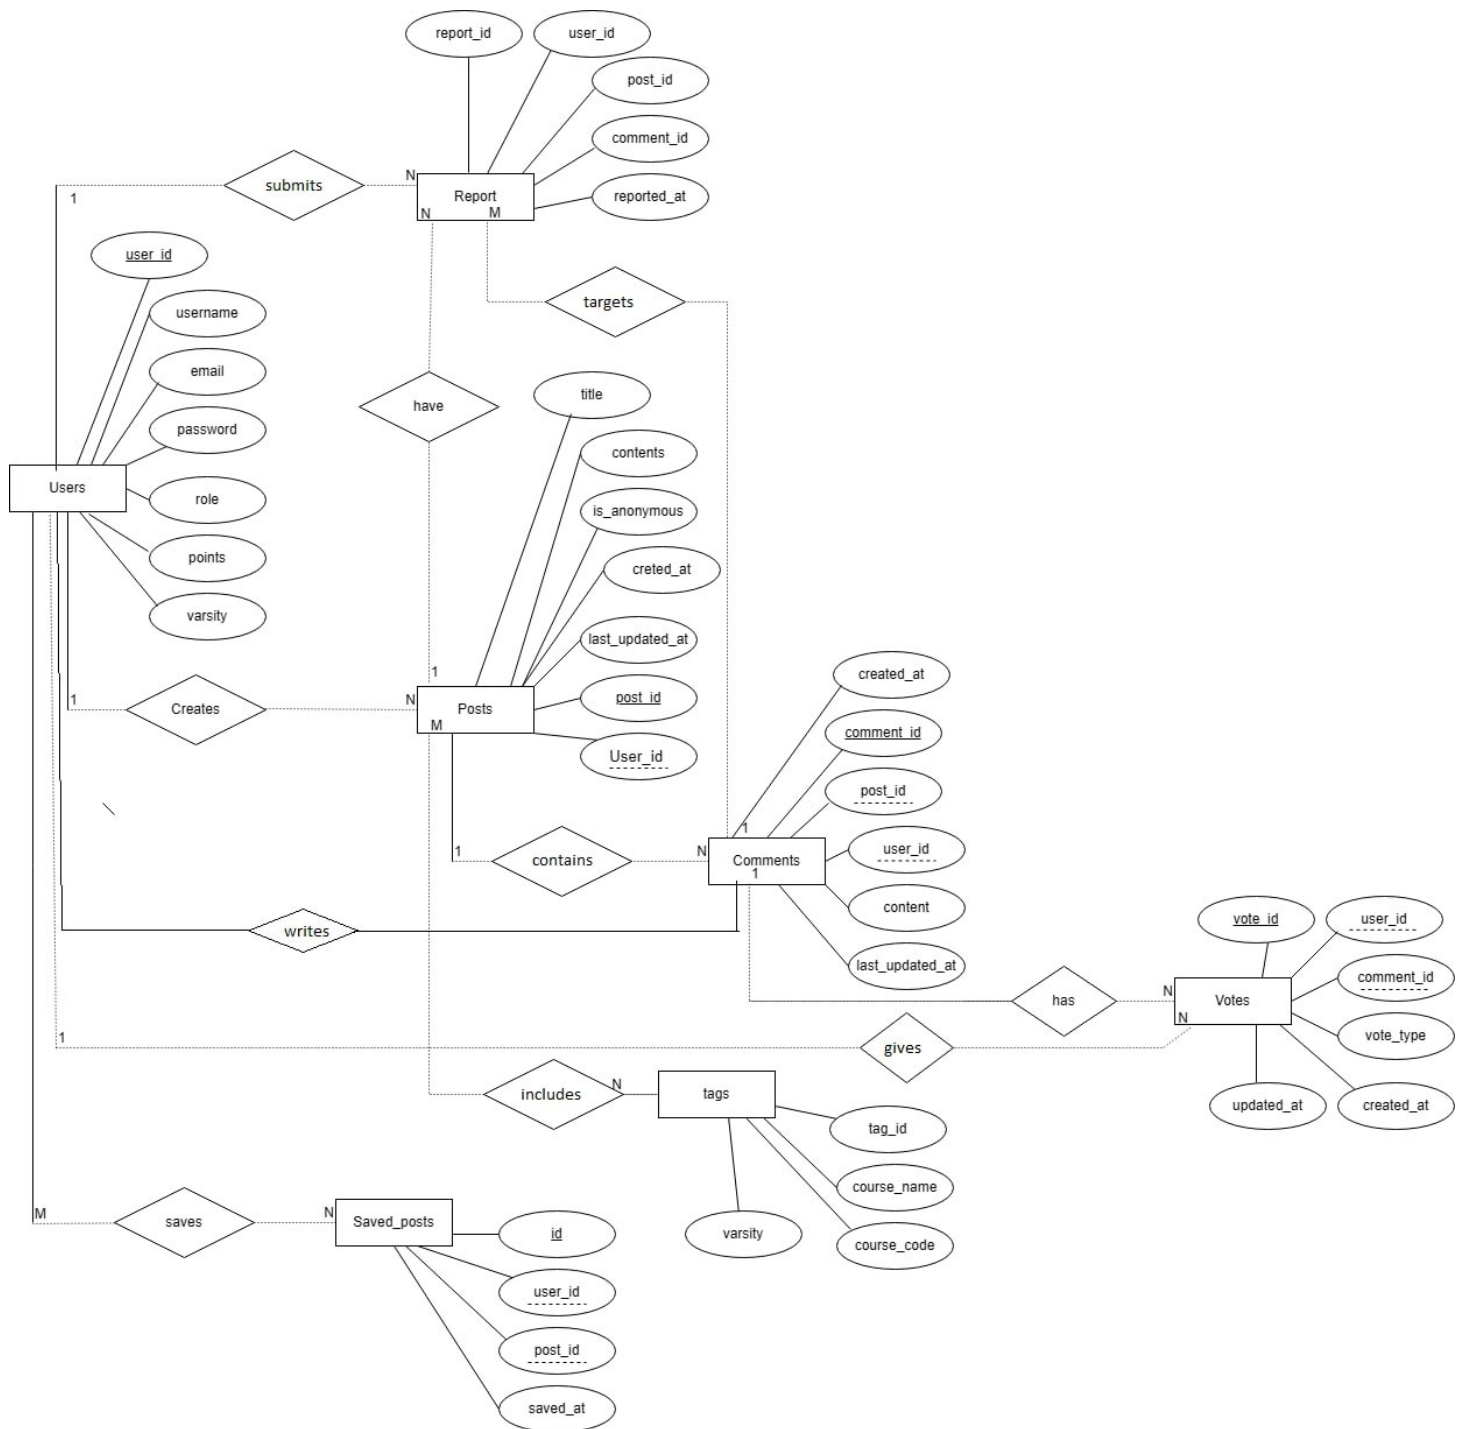 report_id
user_id
post_id
comment_id
reported_at
submits
N
1
Report
N
M
user_id
username
email
password
role
points
varsity
Users
targets
have
title
contents
is_anonymous
creted_at
last_updated_at
post_id
User_id
1
Creates
1
N
Posts
M
created_at
comment_id
post_id
user_id
content
last_updated_at
1
contains
N
1
Comments
1
writes
vote_id
user_id
comment_id
vote_type
created_at
updated_at
has
N
Votes
N
1
gives
includes
N
tags
tag_id
course_name
course_code
varsity
M
saves
N
Saved_posts
id
user_id
post_id
saved_at